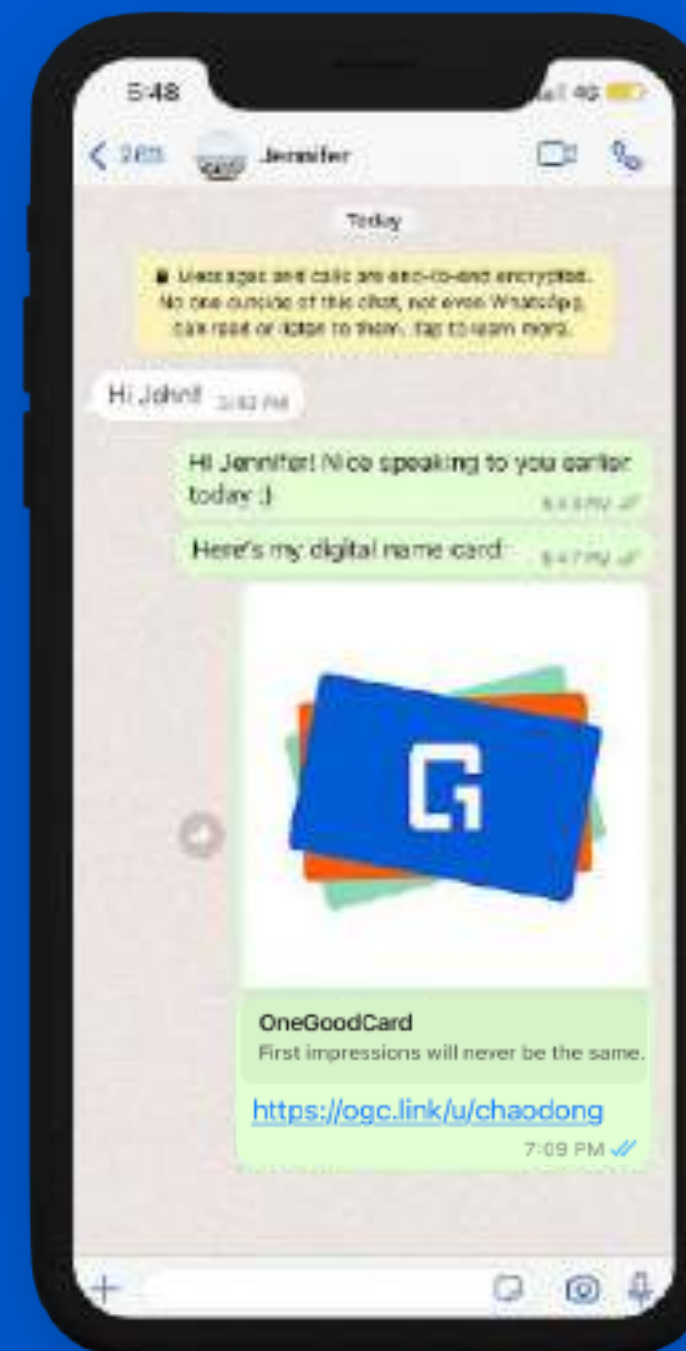 5:48
4G
Jennifer
Today
Messages and calls are end-to-end encrypted.
No one outside of this chat, not even WhatsApp,
can read or listen to them. Tap to learn more.
Hi John!
Hi Jennifer! Nice speaking to you earlier
today :)
Here's my digital name card:
OneGoodCard
First impressions will never be the same.
https://ogc.link/u/chaodong
7:09 PM